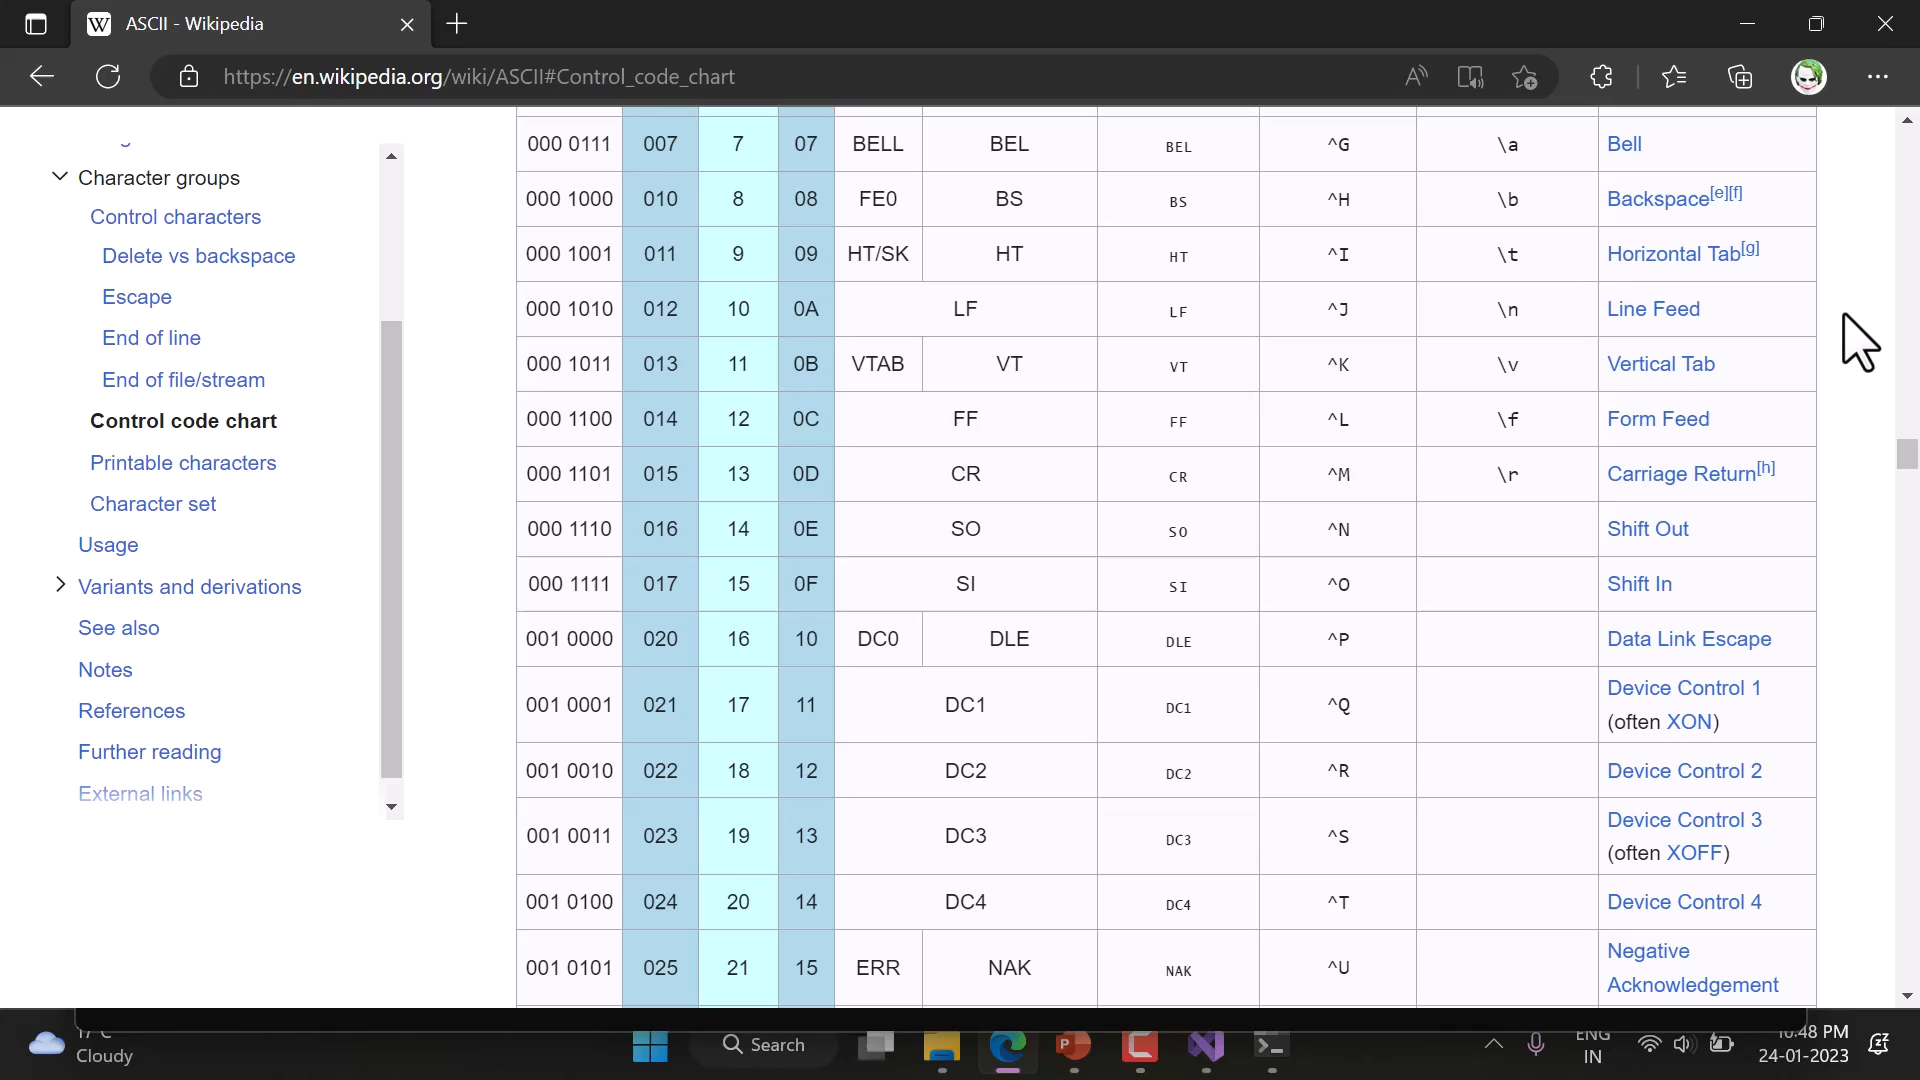 ASCII - Wikipedia
https://en.wikipedia.org/wiki/ASCII#Control_code_chart
Character groups
Control characters
Delete vs backspace
Escape
End of line
End of file/stream
Control code chart
Printable characters
Character set
Usage
Variants and derivations
See also
Notes
References
Further reading
External links
000 0111 007 7 07 BELL BEL BEL ^G \a Bell
000 1000 010 8 08 FE0 BS BS ^H \b Backspace[e][f]
000 1001 011 9 09 HT/SK HT HT ^I \t Horizontal Tab[g]
000 1010 012 10 0A LF LF ^J \n Line Feed
000 1011 013 11 0B VTAB VT VT ^K \v Vertical Tab
000 1100 014 12 0C FF FF ^L \f Form Feed
000 1101 015 13 0D CR CR ^M \r Carriage Return[h]
000 1110 016 14 0E SO SO ^N Shift Out
000 1111 017 15 0F SI SI ^O Shift In
001 0000 020 16 10 DC0 DLE DLE ^P Data Link Escape
001 0001 021 17 11 DC1 DC1 ^Q Device Control 1
(often XON)
001 0010 022 18 12 DC2 DC2 ^R Device Control 2
001 0011 023 19 13 DC3 DC3 ^S Device Control 3
(often XOFF)
001 0100 024 20 14 DC4 DC4 ^T Device Control 4
001 0101 025 21 15 ERR NAK NAK ^U Negative
Acknowledgement
Cloudy
Search
ENG
IN
10:48 PM
24-01-2023